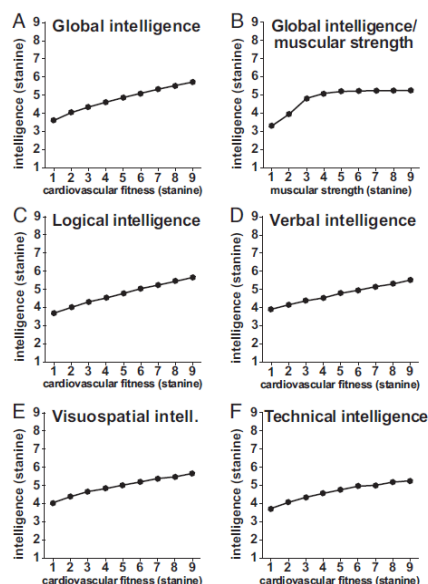 A Global intelligence
intelligence (stanine)
9
8
7
6
5
4
3
2
1
1 2 3 4 5 6 7 8 9
cardiovascular fitness (stanine)
B Global intelligence/
muscular strength
intelligence (stanine)
9
8
7
6
5
4
3
2
1
1 2 3 4 5 6 7 8 9
muscular strength (stanine)
C Logical intelligence
intelligence (stanine)
9
8
7
6
5
4
3
2
1
1 2 3 4 5 6 7 8 9
cardiovascular fitness (stanine)
D Verbal intelligence
intelligence (stanine)
9
8
7
6
5
4
3
2
1
1 2 3 4 5 6 7 8 9
cardiovascular fitness (stanine)
E Visuospatial intell.
intelligence (stanine)
9
8
7
6
5
4
3
2
1
1 2 3 4 5 6 7 8 9
cardiovascular fitness (stanine)
F Technical intelligence
intelligence (stanine)
9
8
7
6
5
4
3
2
1
1 2 3 4 5 6 7 8 9
cardiovascular fitness (stanine)